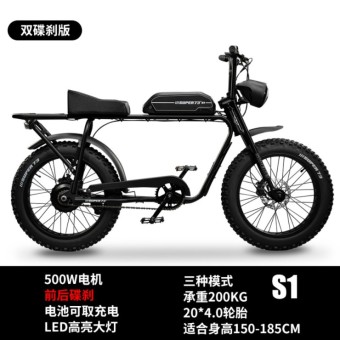 双碟刹版
500W电机
前后碟刹
电池可取充电
LED高亮大灯
三种模式
承重200KG
20*4.0轮胎
适合身高150-185CM
S1